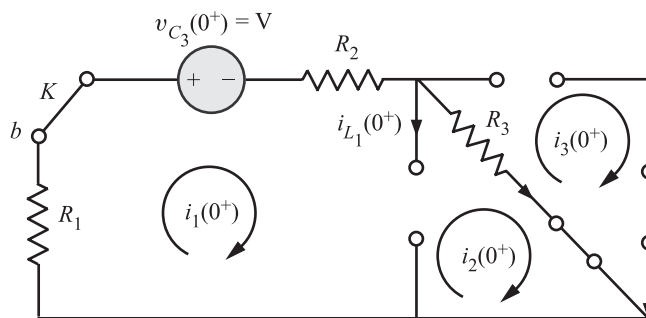 v_{C_3}(0^+) = V
R_2
K
+ −
b
i_{L_1}(0^+)
R_3
i_3(0^+)
R_1
i_1(0^+)
i_2(0^+)